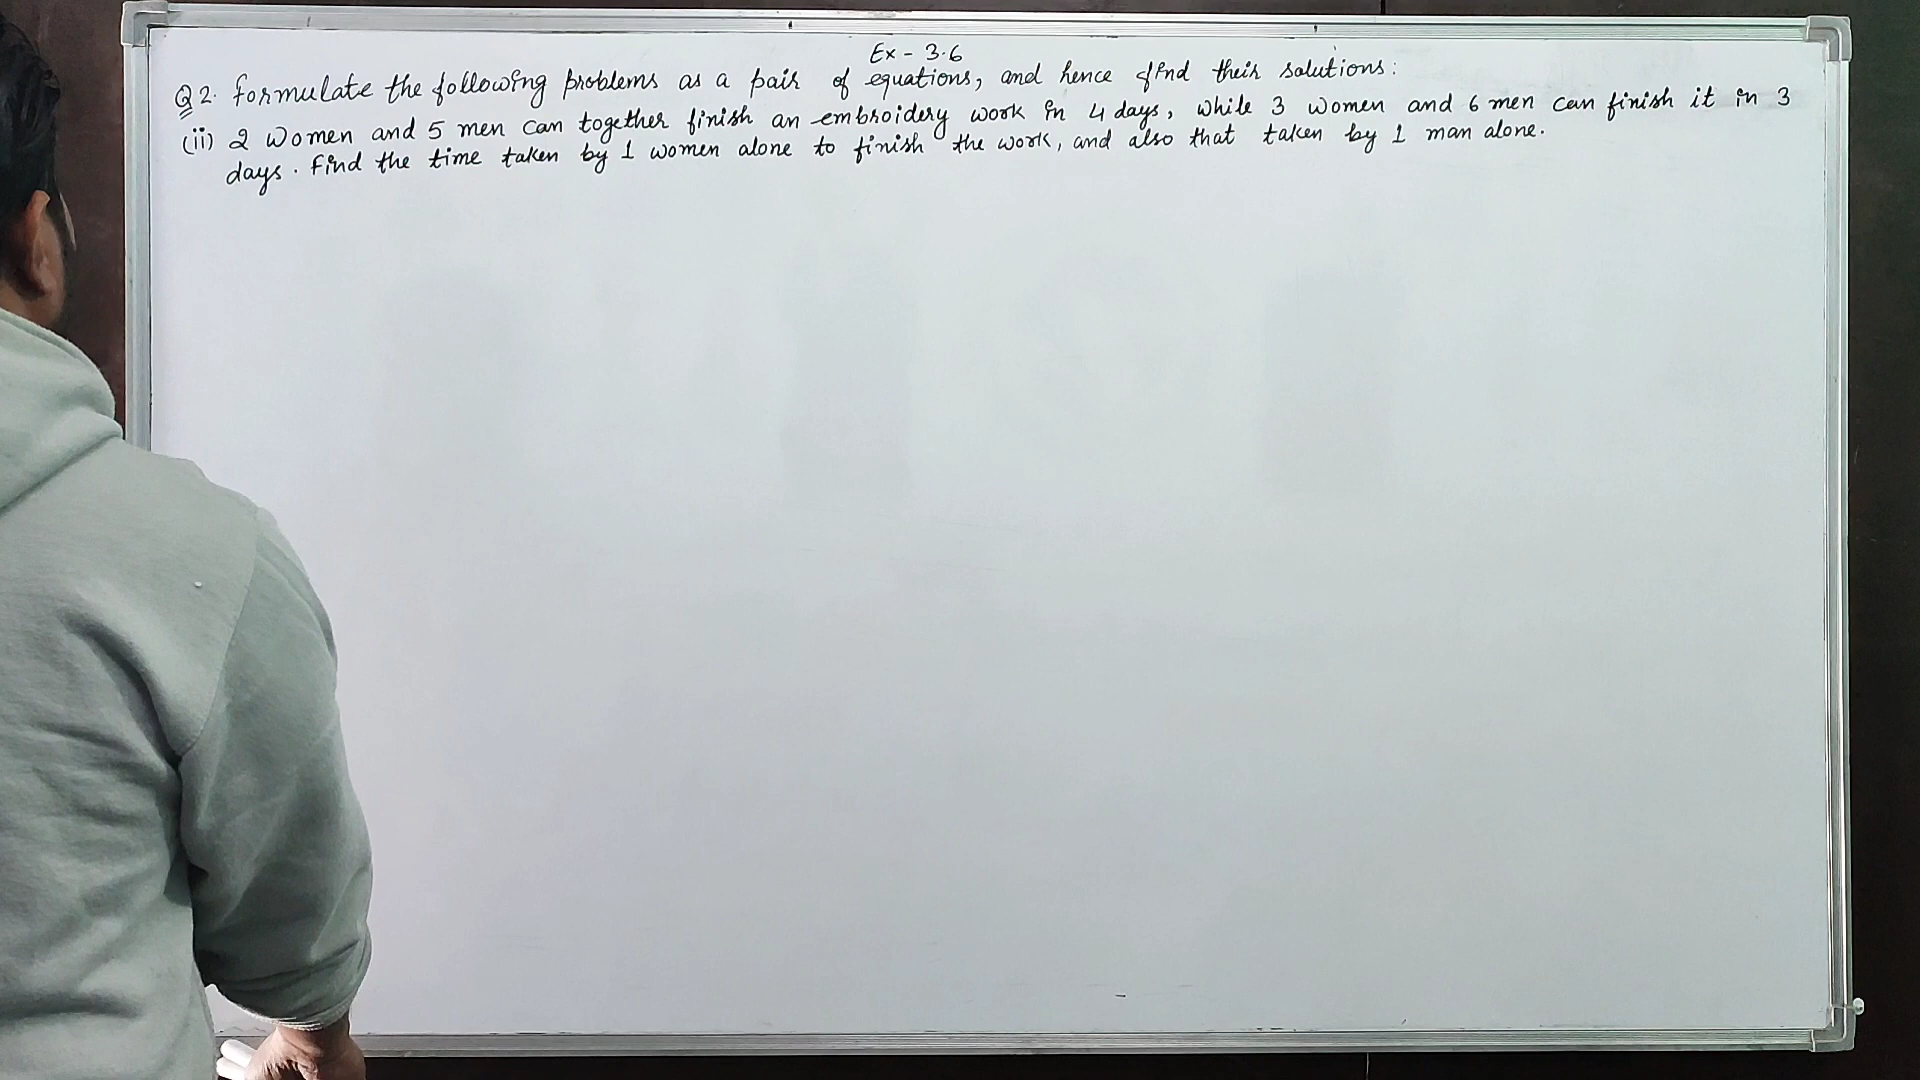 Ex - 3.6
Q2. Formulate the following problems as a pair of equations, and hence find their solutions:
(ii) 2 women and 5 men can together finish an embroidery work in 4 days, while 3 women and 6 men can finish it in 3
days. Find the time taken by 1 women alone to finish the work, and also that taken by 1 man alone.